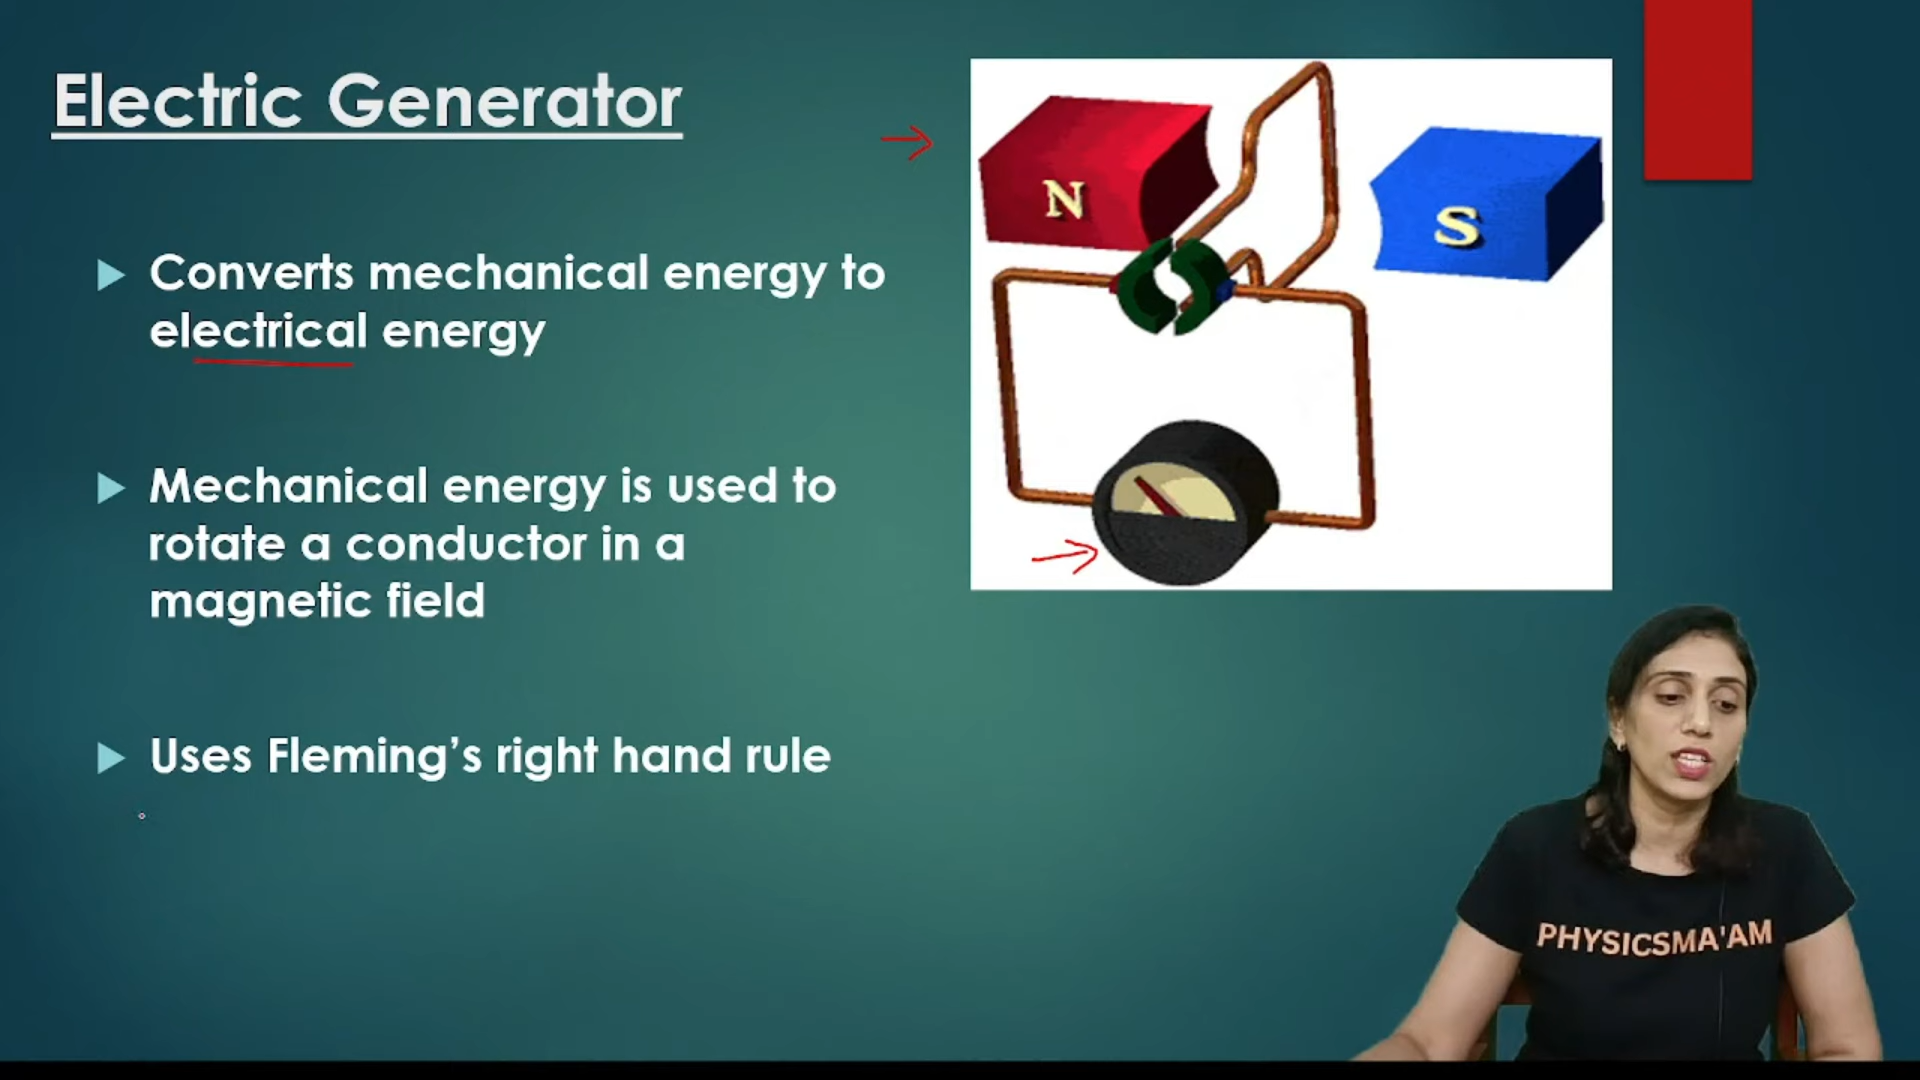 Electric Generator
N
S
Converts mechanical energy to
electrical energy
Mechanical energy is used to
rotate a conductor in a
magnetic field
Uses Fleming’s right hand rule
PHYSICSMA'AM